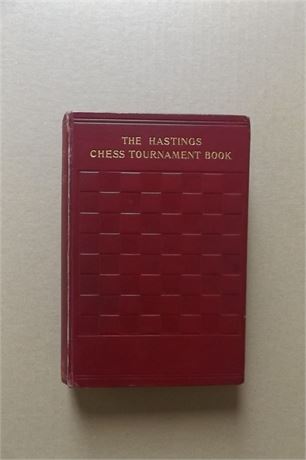 THE HASTINGS
CHESS TOURNAMENT BOOK